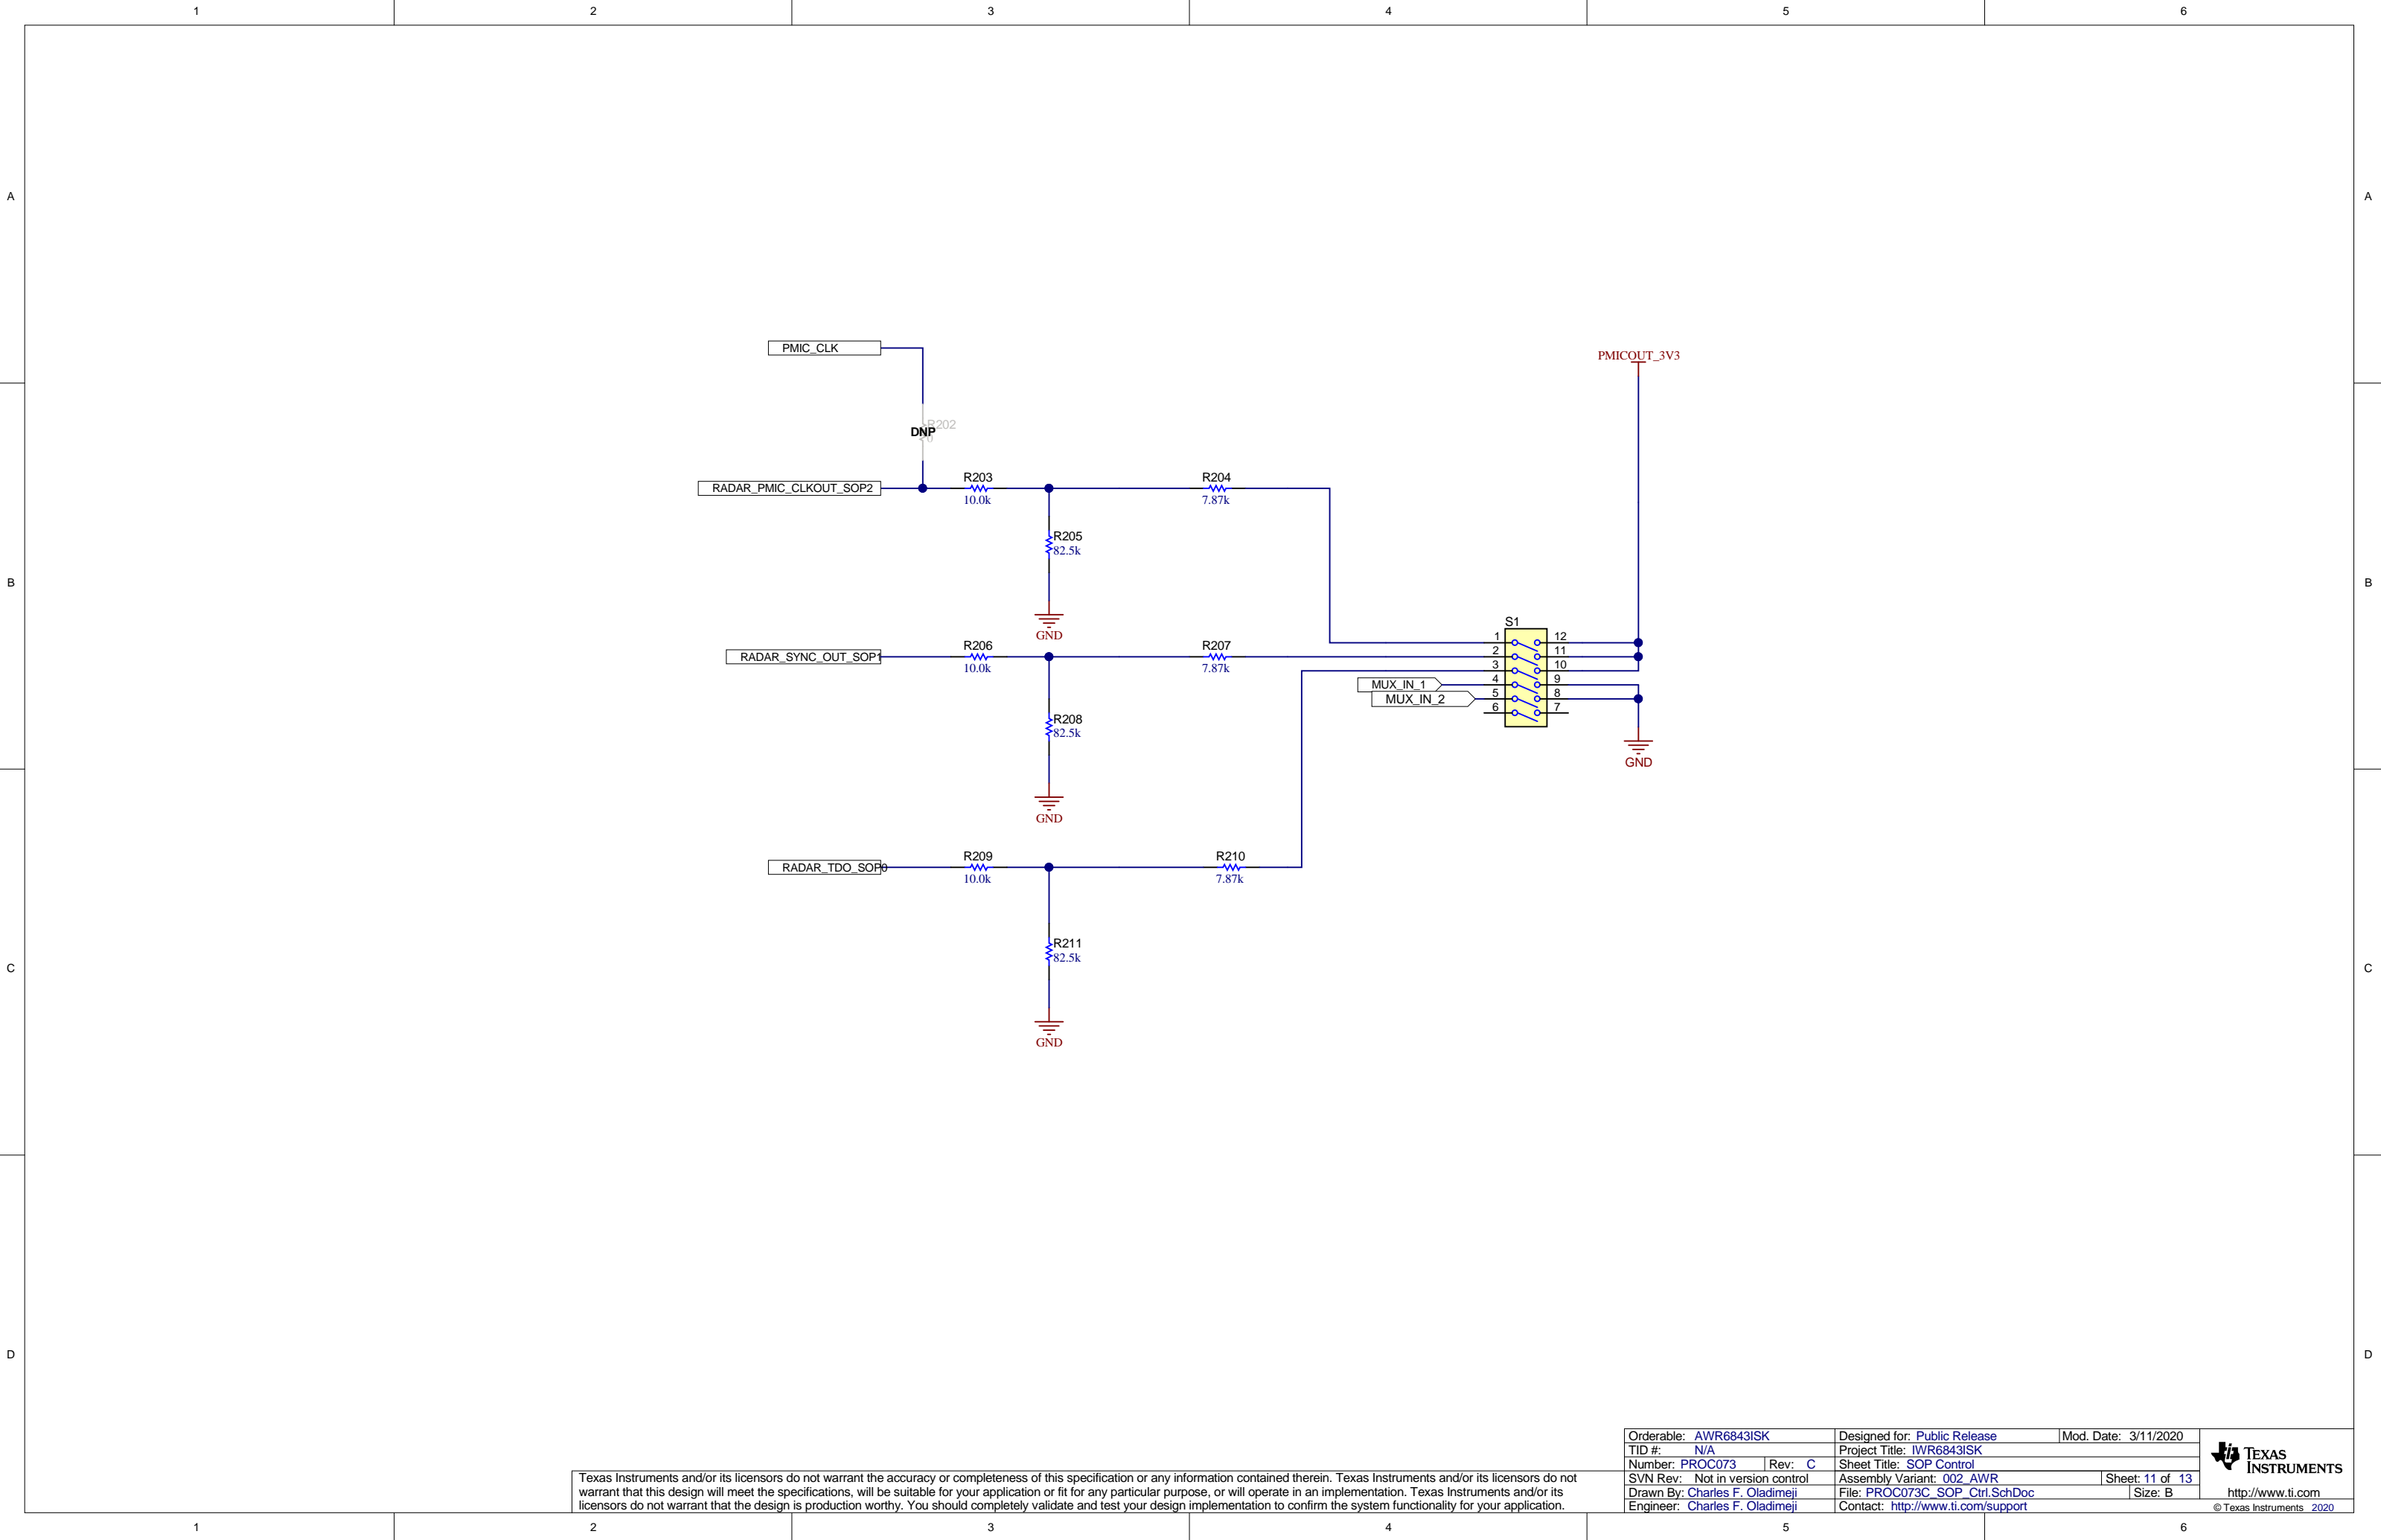 1 2 3 4 5 6
A A
PMIC_CLK
PMICOUT_3V3
R202
DNP
0
R203 R204
RADAR_PMIC_CLKOUT_SOP2
10.0k 7.87k
R205
82.5k
GND
S1
R206 R207
1 12
RADAR_SYNC_OUT_SOP1
2 11
10.0k 7.87k
3 10
MUX_IN_1 4 9
MUX_IN_2 5 8
6 7
B B
R208
82.5k
GND
GND
R209 R210
RADAR_TDO_SOP0
10.0k 7.87k
R211
82.5k
C C
GND
D D
Orderable: AWR6843ISK Designed for: Public Release Mod. Date: 3/11/2020
TID #: N/A Project Title: IWR6843ISK
Number: PROC073 Rev: C Sheet Title: SOP Control
SVN Rev: Not in version control Assembly Variant: 002_AWR Sheet: 11 of 13
Drawn By: Charles F. Oladimeji File: PROC073C_SOP_Ctrl.SchDoc Size: B
Engineer: Charles F. Oladimeji Contact: http://www.ti.com/support
TEXAS
INSTRUMENTS
http://www.ti.com
© Texas Instruments 2020
Texas Instruments and/or its licensors do not warrant the accuracy or completeness of this specification or any information contained therein. Texas Instruments and/or its licensors do not
warrant that this design will meet the specifications, will be suitable for your application or fit for any particular purpose, or will operate in an implementation. Texas Instruments and/or its
licensors do not warrant that the design is production worthy. You should completely validate and test your design implementation to confirm the system functionality for your application.
1 2 3 4 5 6